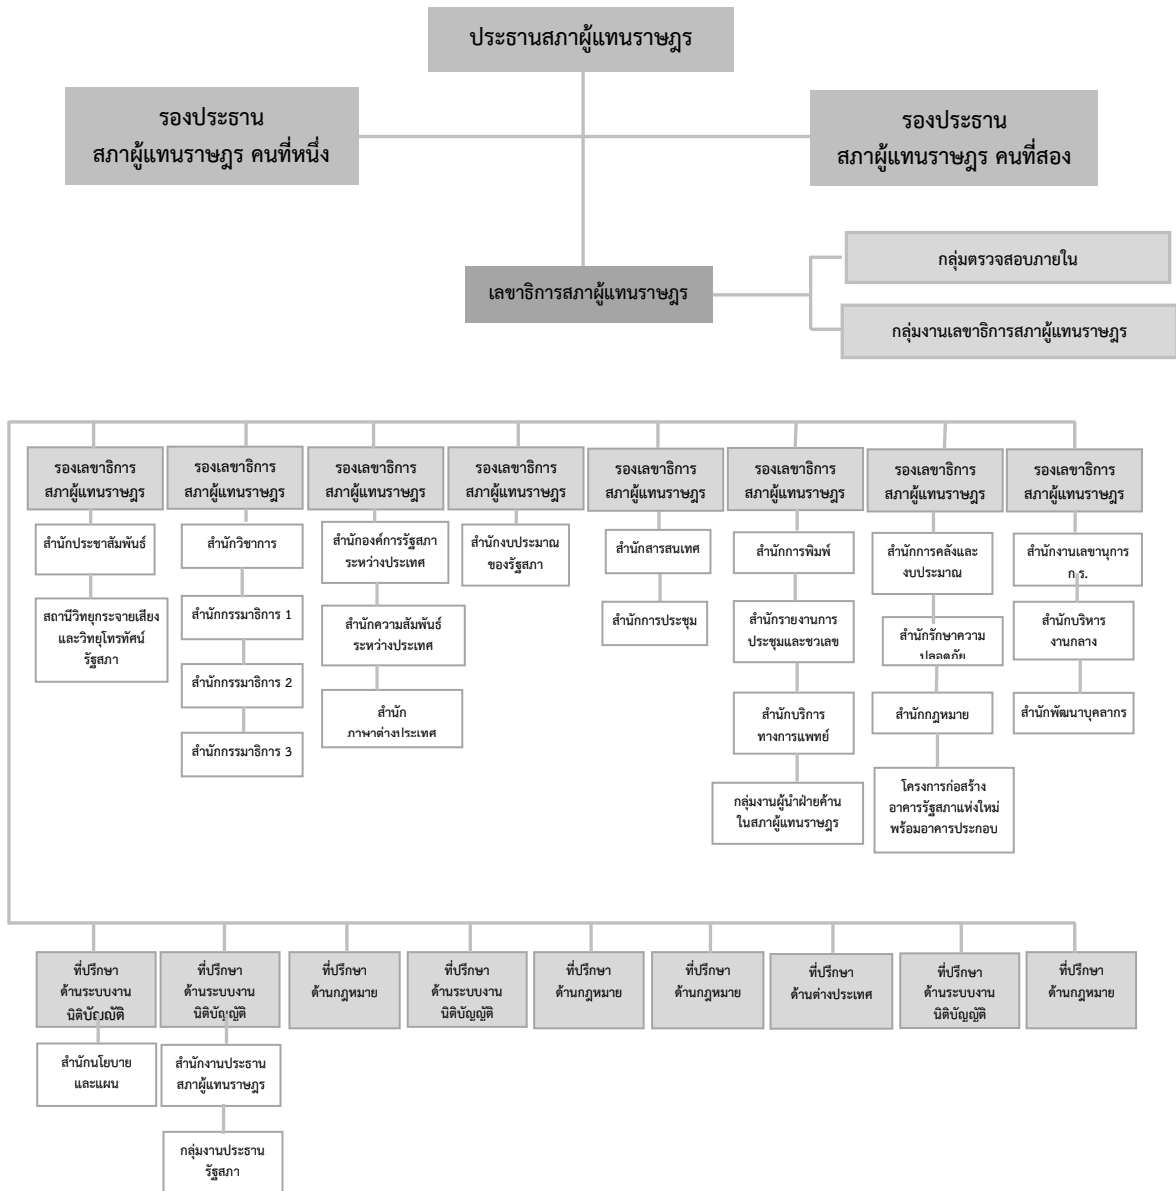 ประธานสภาผู้แทนราษฎร
รองประธาน
สภาผู้แทนราษฎร คนที่หนึ่ง
รองประธาน
สภาผู้แทนราษฎร คนที่สอง
เลขาธิการสภาผู้แทนราษฎร
กลุ่มตรวจสอบภายใน
กลุ่มงานเลขาธิการสภาผู้แทนราษฎร
รองเลขาธิการ
สภาผู้แทนราษฎร
สำนักประชาสัมพันธ์
สถานีวิทยุกระจายเสียง
และวิทยุโทรทัศน์
รัฐสภา
รองเลขาธิการ
สภาผู้แทนราษฎร
สำนักวิชาการ
สำนักกรรมาธิการ 1
สำนักกรรมาธิการ 2
สำนักกรรมาธิการ 3
รองเลขาธิการ
สภาผู้แทนราษฎร
สำนักองค์การรัฐสภา
ระหว่างประเทศ
สำนักความสัมพันธ์
ระหว่างประเทศ
สำนัก
ภาษาต่างประเทศ
รองเลขาธิการ
สภาผู้แทนราษฎร
สำนักงบประมาณ
ของรัฐสภา
รองเลขาธิการ
สภาผู้แทนราษฎร
สำนักสารสนเทศ
สำนักการประชุม
รองเลขาธิการ
สภาผู้แทนราษฎร
สำนักการพิมพ์
สำนักรายงานการ
ประชุมและชวเลข
สำนักบริการ
ทางการแพทย์
กลุ่มงานผู้นำฝ่ายค้าน
ในสภาผู้แทนราษฎร
รองเลขาธิการ
สภาผู้แทนราษฎร
สำนักการคลังและ
งบประมาณ
สำนักรักษาความ
ปลอดภัย
สำนักกฎหมาย
โครงการก่อสร้าง
อาคารรัฐสภาแห่งใหม่
พร้อมอาคารประกอบ
รองเลขาธิการ
สภาผู้แทนราษฎร
สำนักงานเลขานุการ
ก.ร.
สำนักบริหาร
งานกลาง
สำนักพัฒนาบุคลากร
ที่ปรึกษา
ด้านระบบงาน
นิติบัญญัติ
สำนักนโยบาย
และแผน
ที่ปรึกษา
ด้านระบบงาน
นิติบัญญัติ
สำนักงานประธาน
สภาผู้แทนราษฎร
กลุ่มงานประธาน
รัฐสภา
ที่ปรึกษา
ด้านกฎหมาย
ที่ปรึกษา
ด้านระบบงาน
นิติบัญญัติ
ที่ปรึกษา
ด้านกฎหมาย
ที่ปรึกษา
ด้านกฎหมาย
ที่ปรึกษา
ด้านต่างประเทศ
ที่ปรึกษา
ด้านระบบงาน
นิติบัญญัติ
ที่ปรึกษา
ด้านกฎหมาย